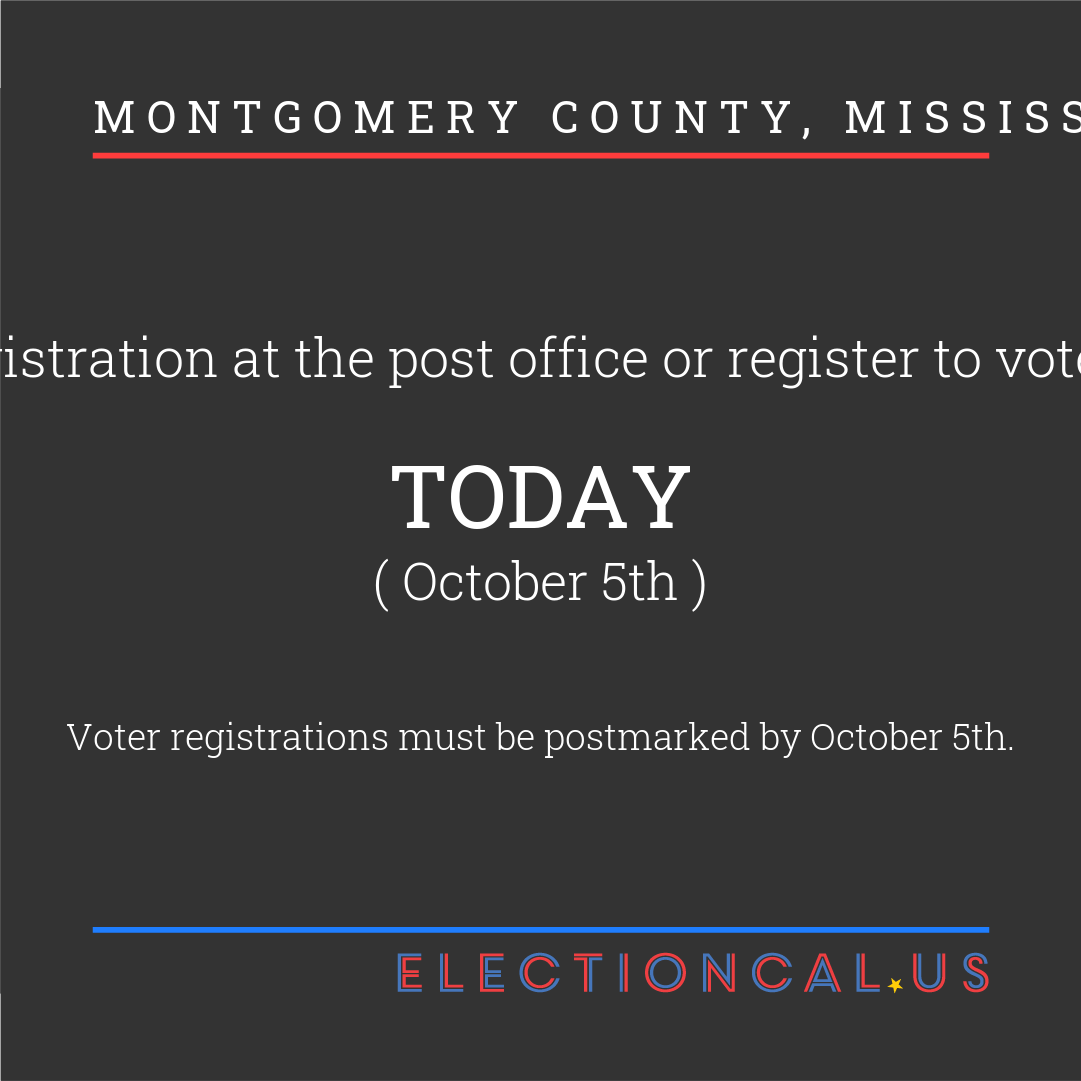 MONTGOMERY COUNTY, MISSISS
istration at the post office or register to vote
TODAY
( October 5th )
Voter registrations must be postmarked by October 5th.
ELECTIONCAL.US